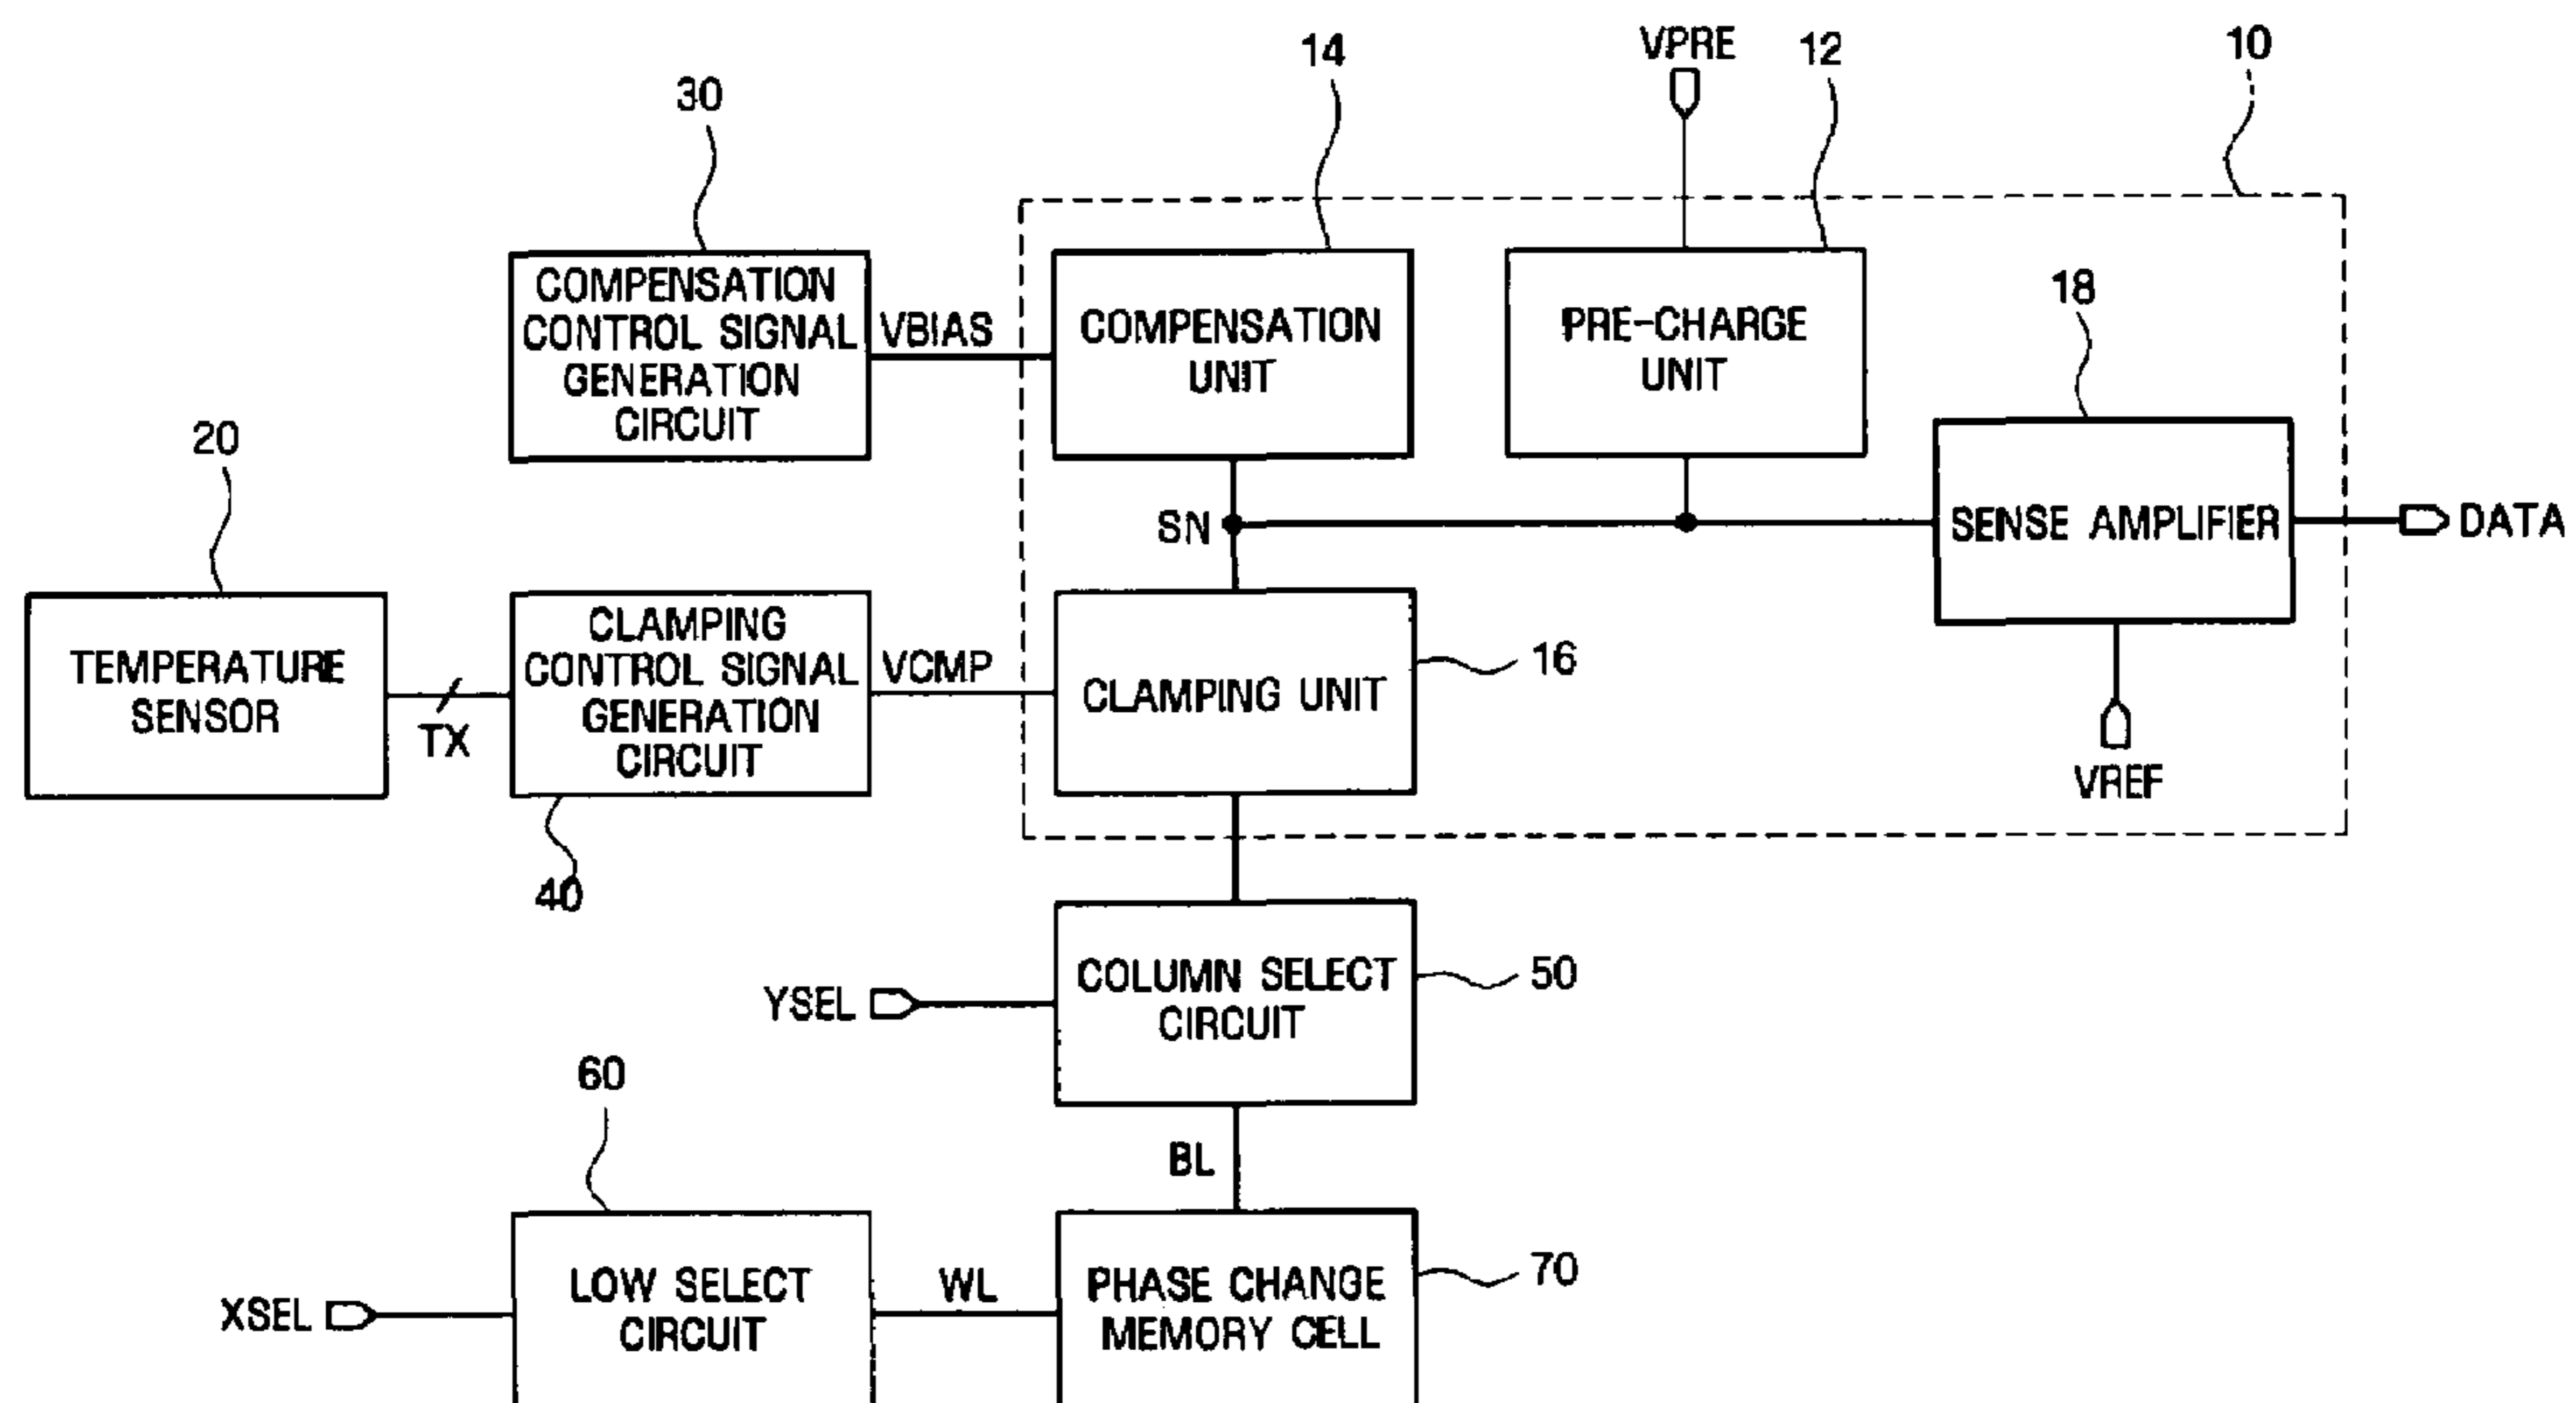 14
VPRE
12
10
30
COMPENSATION
CONTROL SIGNAL
GENERATION
CIRCUIT
VBIAS
COMPENSATION
UNIT
PRE-CHARGE
UNIT
18
20
SN
SENSE AMPLIFIER
DATA
TEMPERATURE
SENSOR
TX
CLAMPING
CONTROL SIGNAL
GENERATION
CIRCUIT
VCMP
CLAMPING UNIT
16
VREF
40
YSEL
COLUMN SELECT
CIRCUIT
50
60
BL
XSEL
LOW SELECT
CIRCUIT
WL
PHASE CHANGE
MEMORY CELL
70